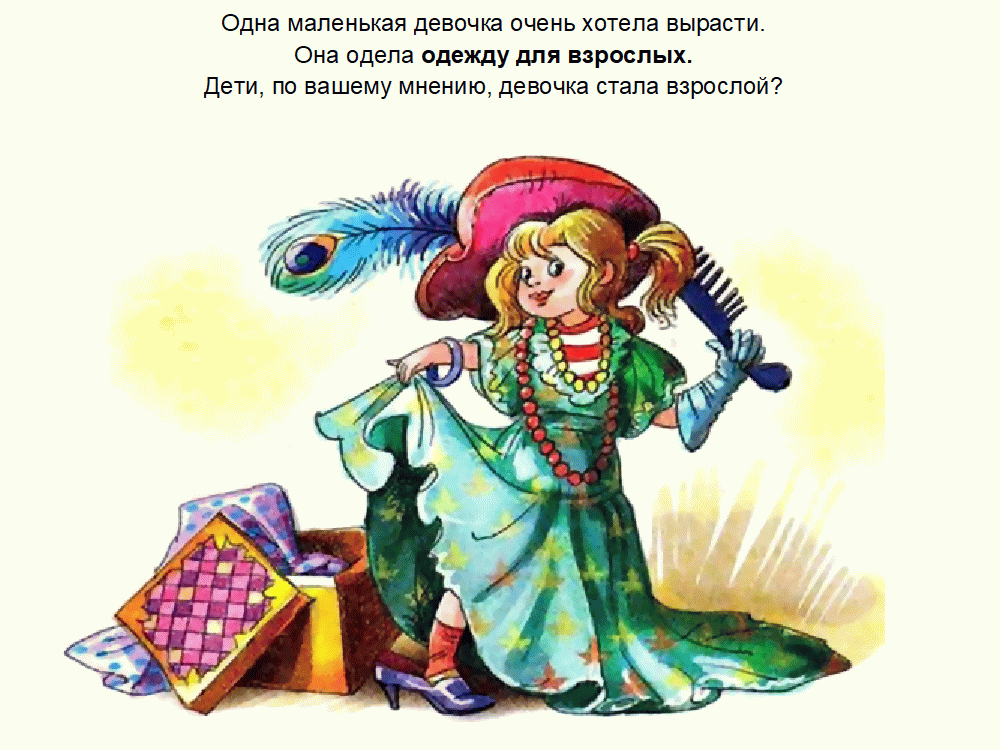 Одна маленькая девочка очень хотела вырасти.
Она одела одежду для взрослых.
Дети, по вашему мнению, девочка стала взрослой?